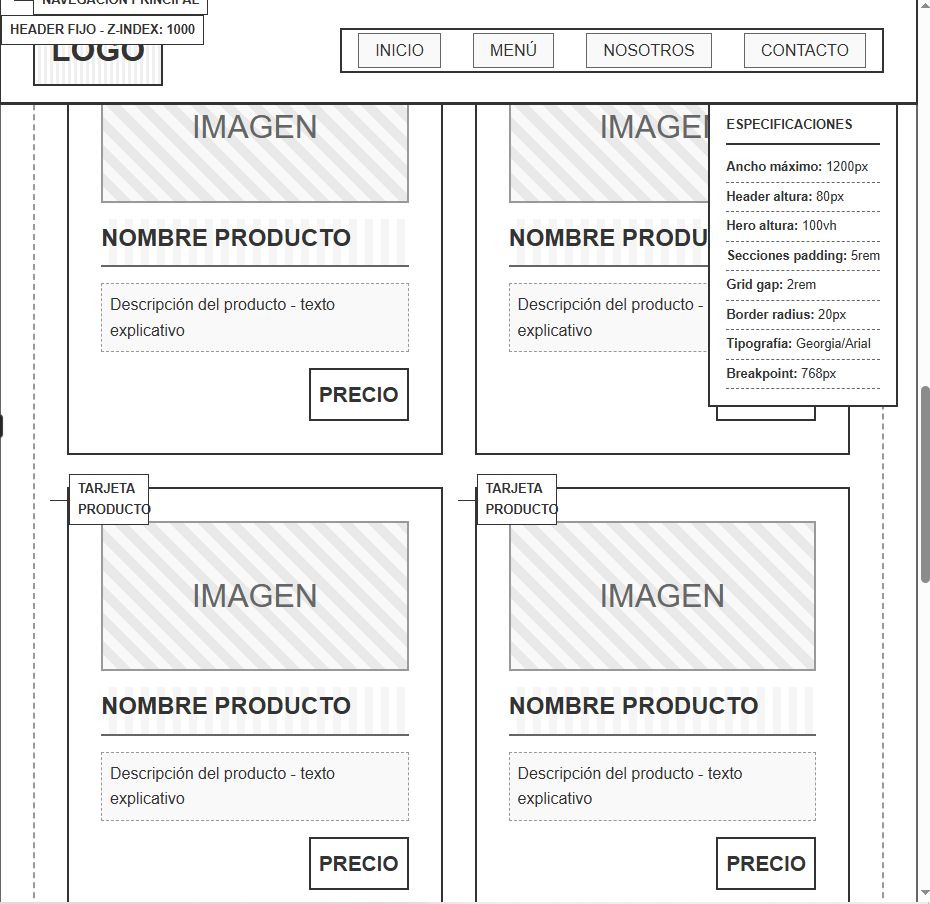 NAVEGACIÓN PRINCIPAL
HEADER FIJO - Z-INDEX: 1000
LOGO
INICIO
MENÚ
NOSOTROS
CONTACTO
IMAGEN
IMAGEN
ESPECIFICACIONES
Ancho máximo: 1200px
Header altura: 80px
Hero altura: 100vh
Secciones padding: 5rem
Grid gap: 2rem
Border radius: 20px
Tipografía: Georgia/Arial
Breakpoint: 768px
NOMBRE PRODUCTO
NOMBRE PRODU
Descripción del producto - texto
explicativo
Descripción del producto -
explicativo
PRECIO
TARJETA
PRODUCTO
TARJETA
PRODUCTO
IMAGEN
IMAGEN
NOMBRE PRODUCTO
NOMBRE PRODUCTO
Descripción del producto - texto
explicativo
Descripción del producto - texto
explicativo
PRECIO
PRECIO